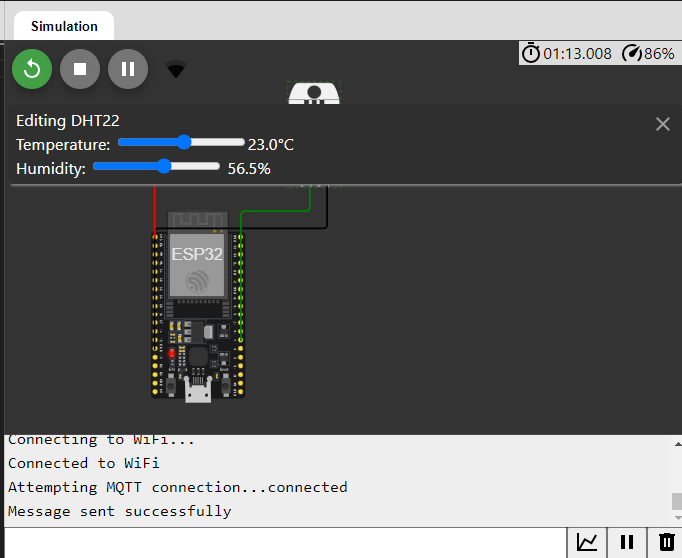 Simulation
01:13.008 86%
Editing DHT22
Temperature: 23.0°C
Humidity: 56.5%
ESP32
Connecting to WiFi...
Connected to WiFi
Attempting MQTT connection...connected
Message sent successfully